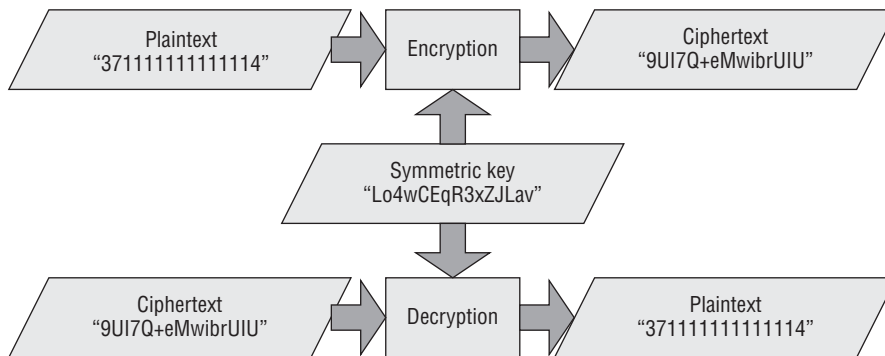 Plaintext
“371111111111114”
Encryption
Ciphertext
“9UI7Q+eMwibrUIU”
Symmetric key
“Lo4wCEqR3xZJLav”
Ciphertext
“9UI7Q+eMwibrUIU”
Decryption
Plaintext
“371111111111114”